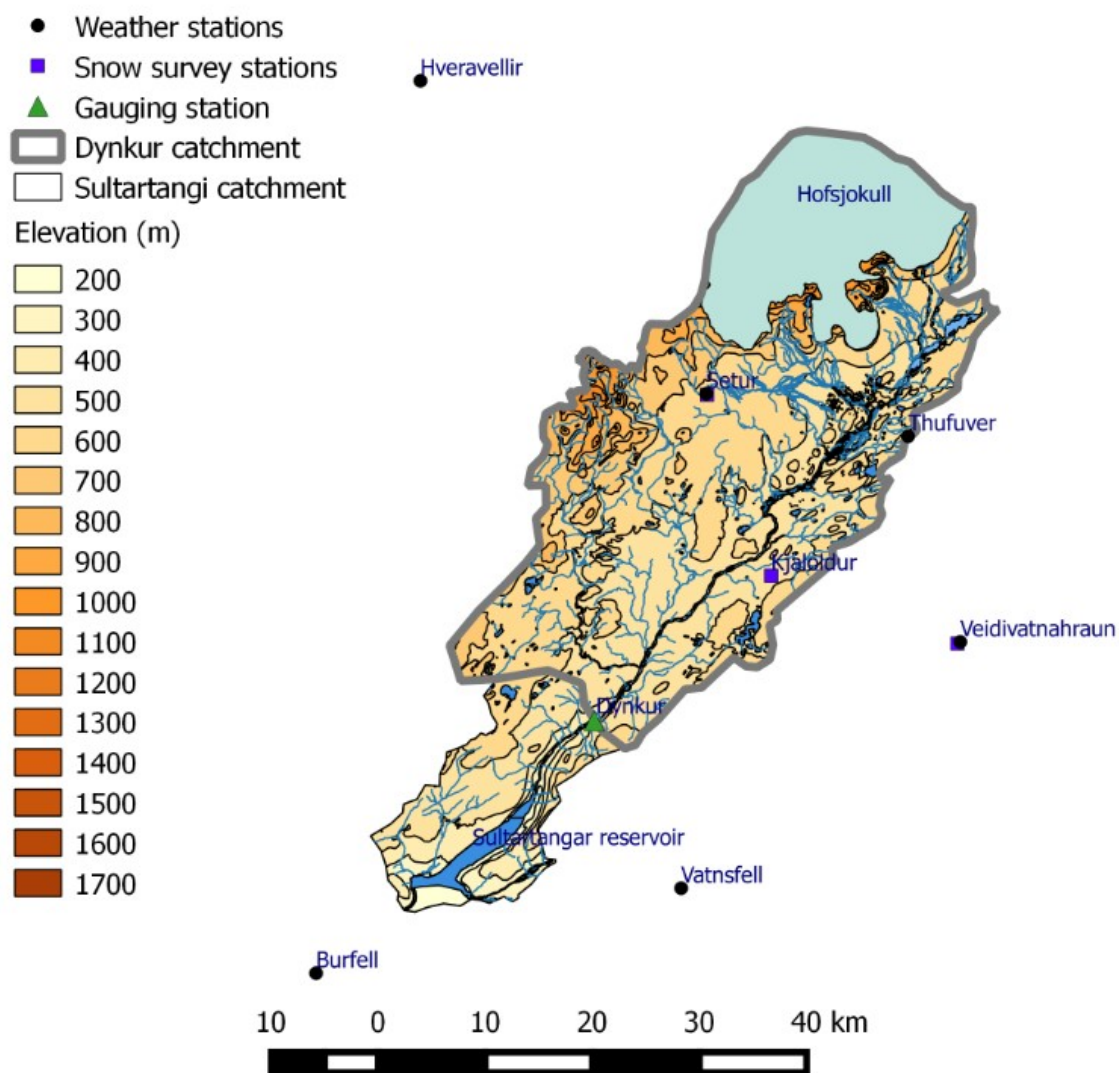 Weather stations
Snow survey stations
Gauging station
Dynkur catchment
Sultartangi catchment
Elevation (m)
200
300
400
500
600
700
800
900
1000
1100
1200
1300
1400
1500
1600
1700
Hveravellir
Hofsjokull
Setur
Thufuver
Kjaloldur
Veidivatnahraun
Dynkur
Sultartangar reservoir
Vatnsfell
Burfell
10 0 10 20 30 40 km